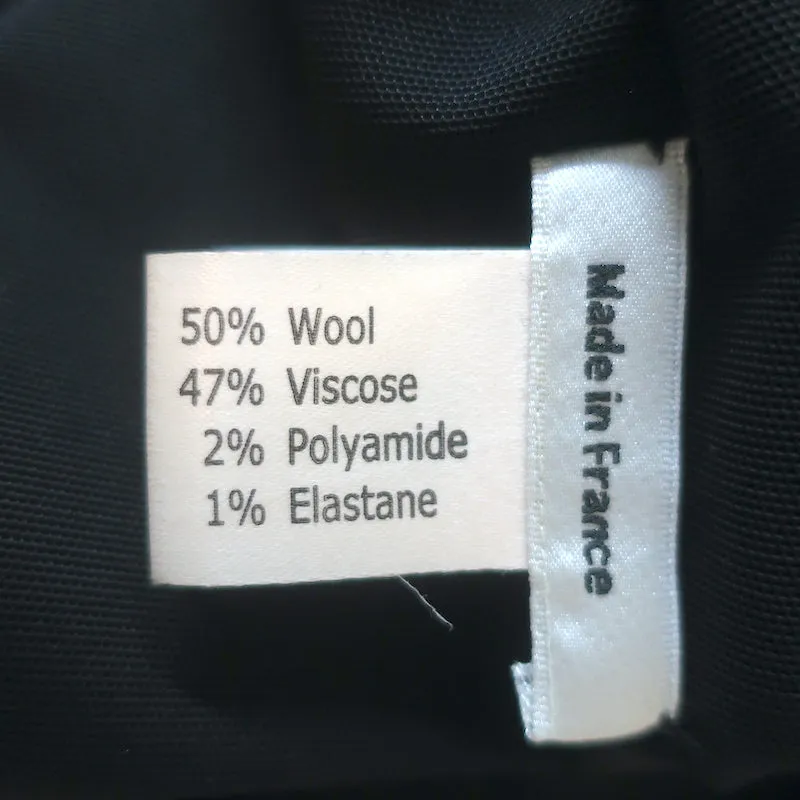 50% Wool
47% Viscose
2% Polyamide
1% Elastane
Made in France